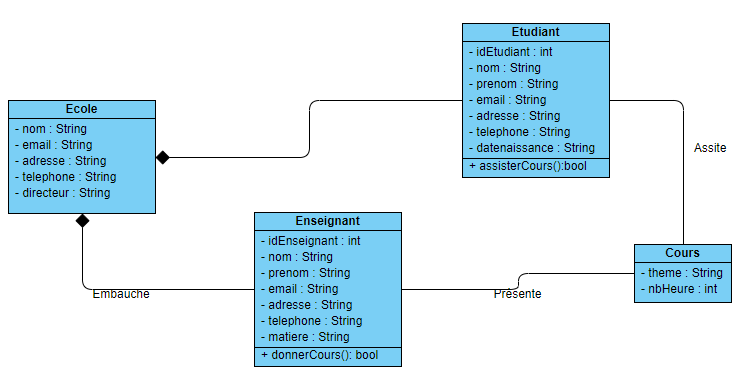 Etudiant
- idEtudiant : int
- nom : String
- prenom : String
- email : String
- adresse : String
- telephone : String
- datenaissance : String
+ assisterCours():bool
Ecole
- nom : String
- email : String
- adresse : String
- telephone : String
- directeur : String
Assite
Enseignant
- idEnseignant : int
- nom : String
- prenom : String
- email : String
- adresse : String
- telephone : String
- matiere : String
+ donnerCours(): bool
Cours
- theme : String
- nbHeure : int
Embauche
Présente